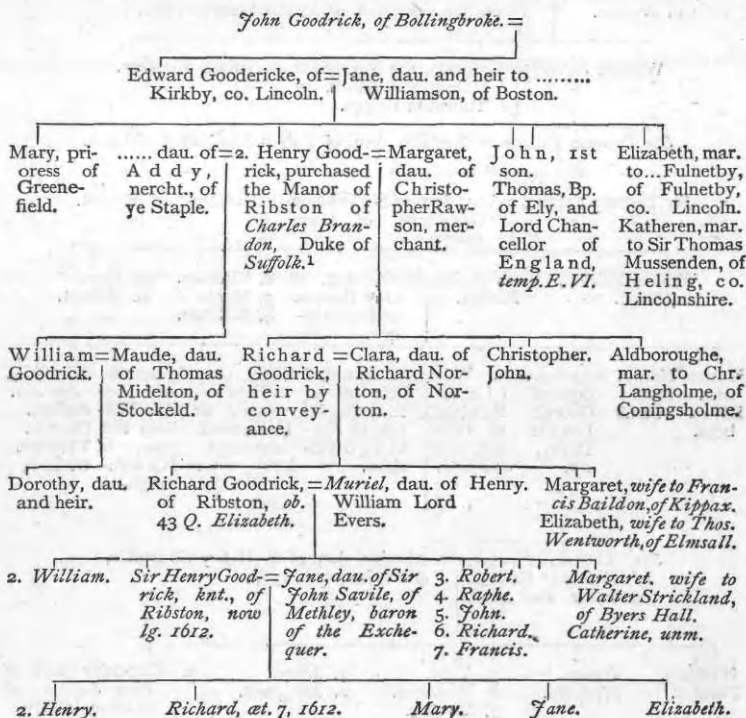 John Goodrick, of Bollingbroke. =
Edward Goodericke, of=Jane, dau. and heir to .........
Kirkby, co. Lincoln.
Williamson, of Boston.
Mary, pri-
oress of
Greene-
field.
...... dau. of=
Addy,
nercht., of
ye Staple.
2. Henry Good-=
rick, purchased
the Manor of
Ribston of
Charles Bran-
don, Duke of
Suffolk.¹
Margaret,
dau. of
Christo-
pherRaw-
son, mer-
chant.
John, 1st
son.
Thomas, Bp.
of Ely, and
Lord Chan-
cellor of
England,
temp. E. VI.
Elizabeth, mar.
to...Fulnetby,
of Fulnetby,
co. Lincoln.
Katheren, mar.
to Sir Thomas
Mussenden, of
Heling, co.
Lincolnshire.
William=
Goodrick.
Maude, dau.
of Thomas
Midelton, of
Stockeld.
Richard =
Goodrick,
heir by
convey-
ance.
Clara, dau. of
Richard Nor-
ton, of Nor-
ton.
Christopher.
John.
Aldboroughe,
mar. to Chr.
Langholme, of
Coningsholme.
Dorothy, dau.
and heir.
Richard Goodrick, =
of Ribston, ob.
43 Q. Elizabeth.
Muriel, dau. of
William Lord
Evers.
Henry.
Margaret, wife to Fran-
cis Baildon, of Kippax.
Elizabeth, wife to Thos.
Wentworth, of Elmsall.
2. William.
Sir Henry Good-=
rick, knt., of
Ribston, now
lg. 1612.
Jane, dau. of Sir
John Savile, of
Methley, baron
of the Exche-
quer.
3. Robert.
4. Raphe.
5. John.
6. Richard.
7. Francis.
Margaret. wife to
Walter Strickland,
of Byers Hall.
Catherine, unm.
2. Henry. Richard, æt. 7, 1612. Mary. Jane. Elizabeth.